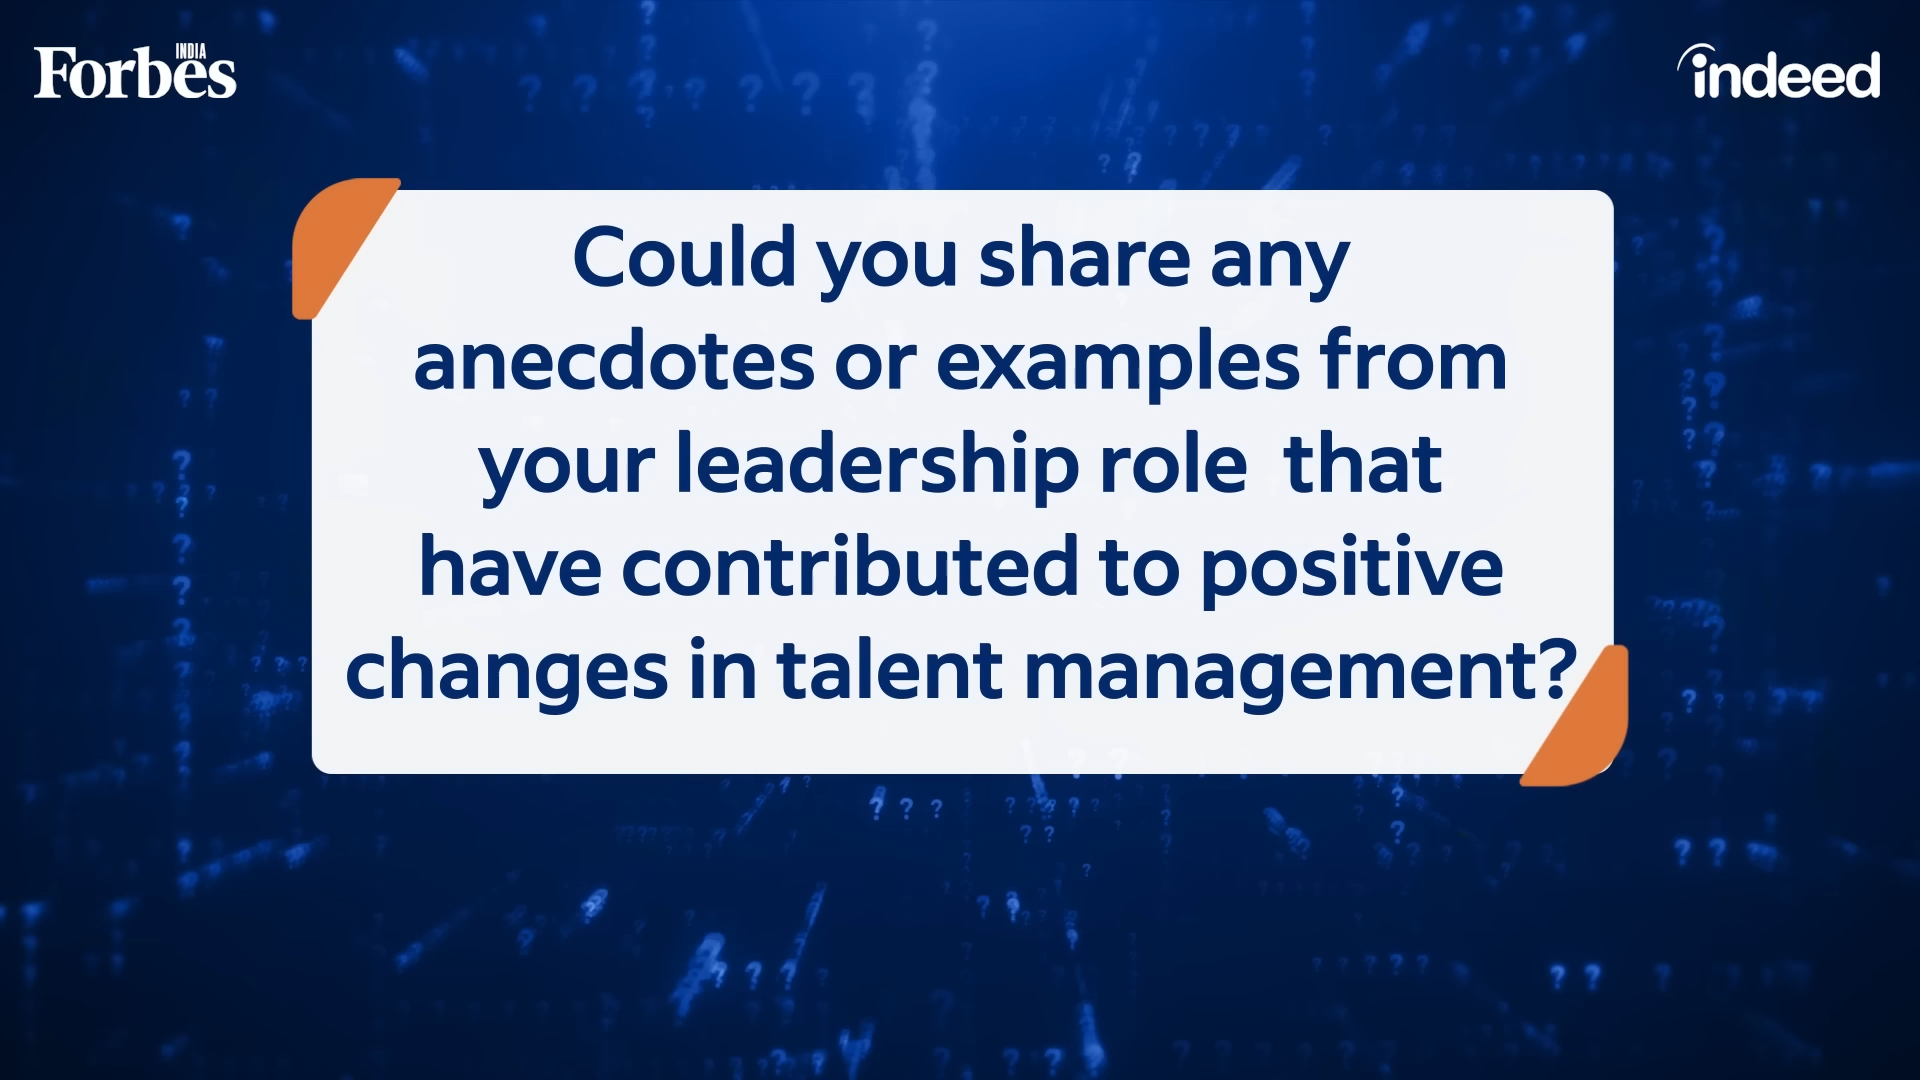 Forbes
INDIA
indeed
Could you share any
anecdotes or examples from
your leadership role  that
have contributed to positive
changes in talent management?